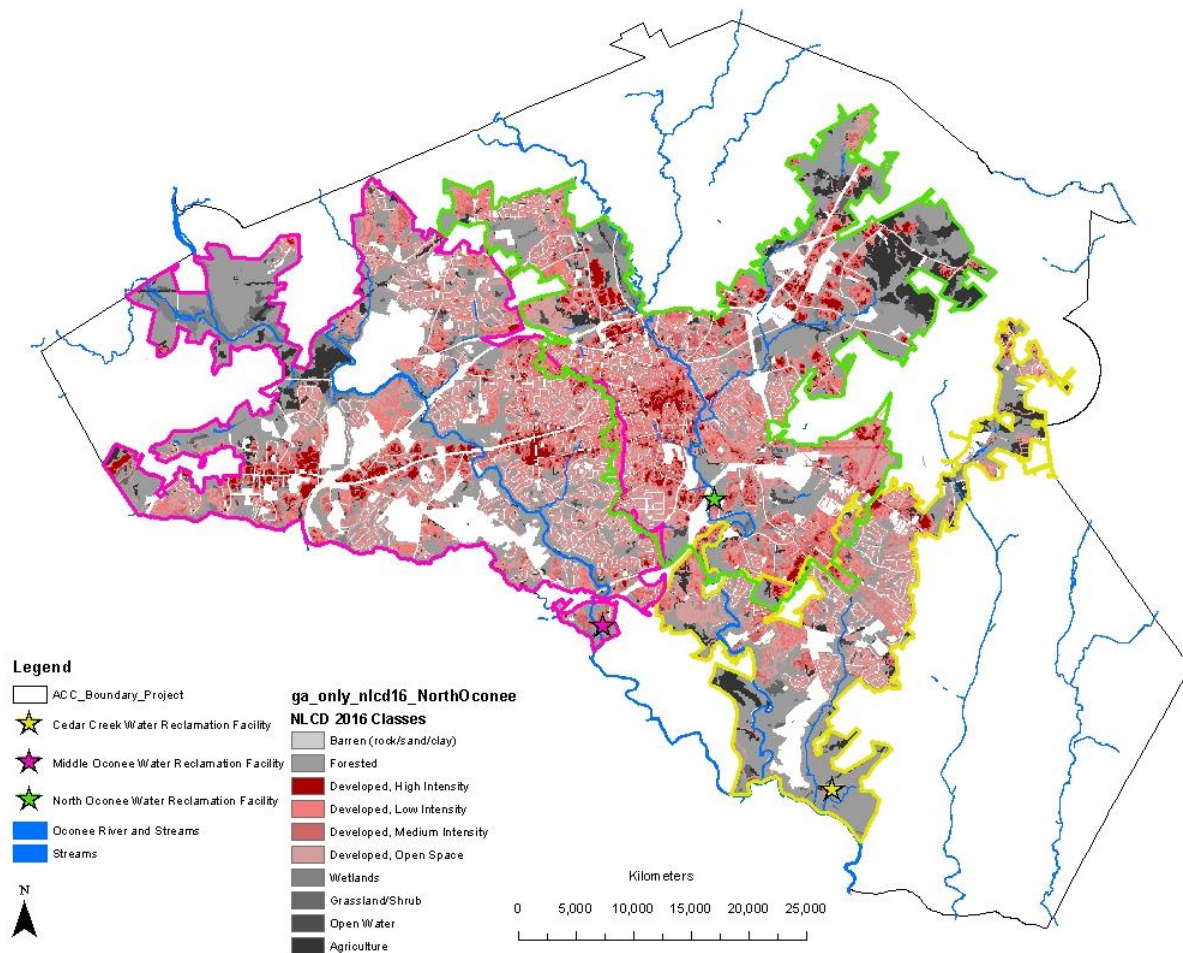 Legend
ACC_Boundary_Project
Cedar Creek Water Reclamation Facility
Middle Oconee Water Reclamation Facility
North Oconee Water Reclamation Facility
Oconee River and Streams
Streams
N
ga_only_nlcd16_NorthOconee
NLCD 2016 Classes
Barren (rock/sand/clay)
Forested
Developed, High Intensity
Developed, Low Intensity
Developed, Medium Intensity
Developed, Open Space
Wetlands
Grassland/Shrub
Open Water
Agriculture
Kilometers
0 5,000 10,000 15,000 20,000 25,000